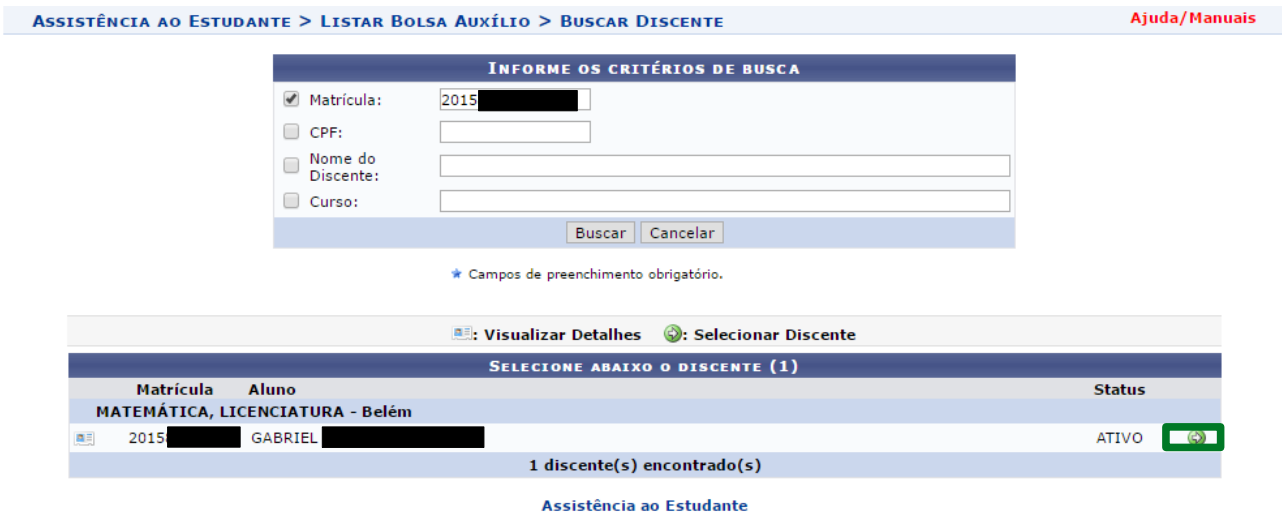 Assistência ao Estudante > Listar Bolsa Auxílio > Buscar Discente
Ajuda/Manuais
Informe os critérios de busca
Matrícula: 2015
CPF:
Nome do
Discente:
Curso:
Buscar Cancelar
Campos de preenchimento obrigatório.
: Visualizar Detalhes : Selecionar Discente
Selecione abaixo o discente (1)
Matrícula Aluno Status
MATEMÁTICA, LICENCIATURA - Belém
2015 GABRIEL ATIVO
1 discente(s) encontrado(s)
Assistência ao Estudante